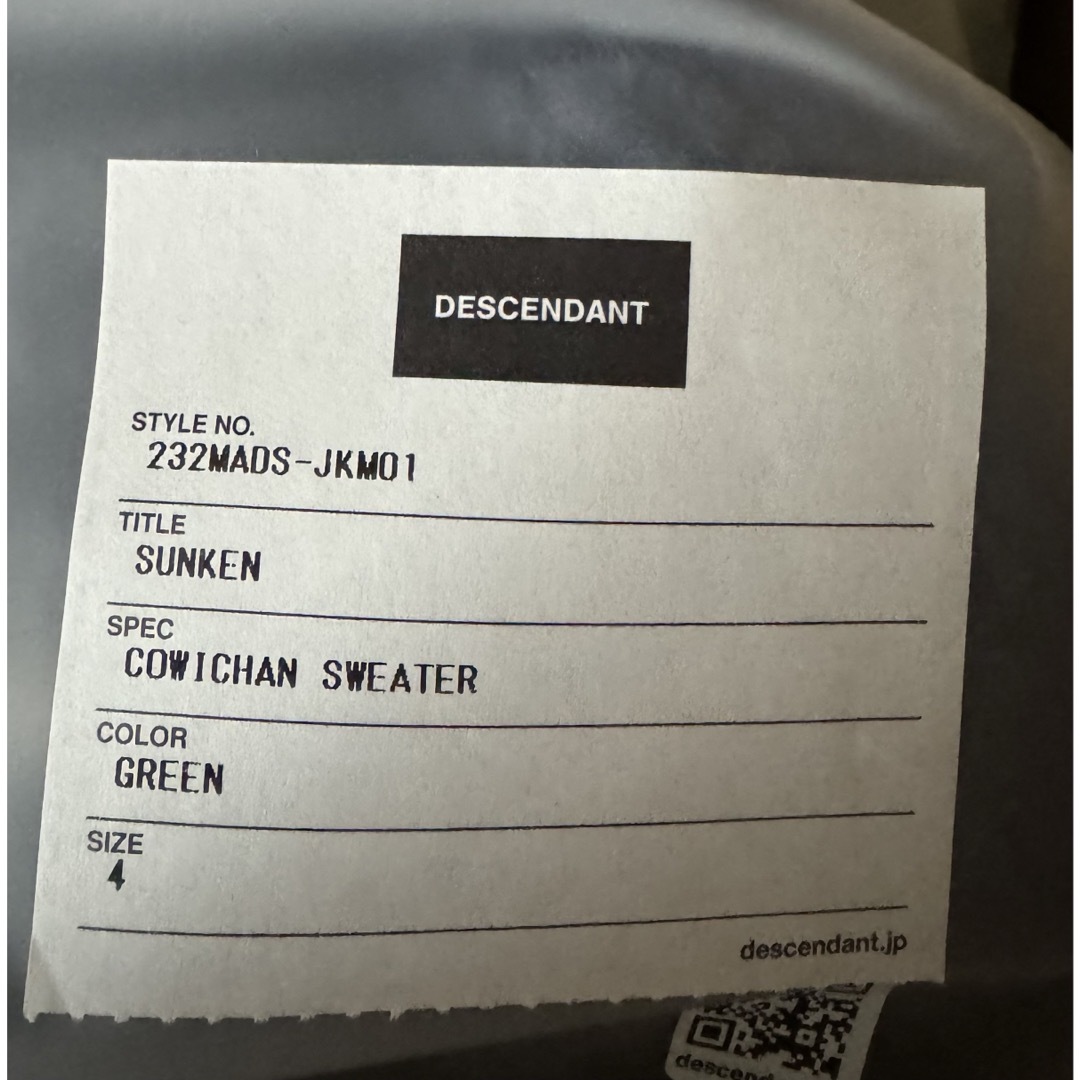 DESCENDANT
STYLE NO.
232MADS-JKM01
TITLE
SUNKEN
SPEC
COWICHAN SWEATER
COLOR
GREEN
SIZE
4
descendant.jp